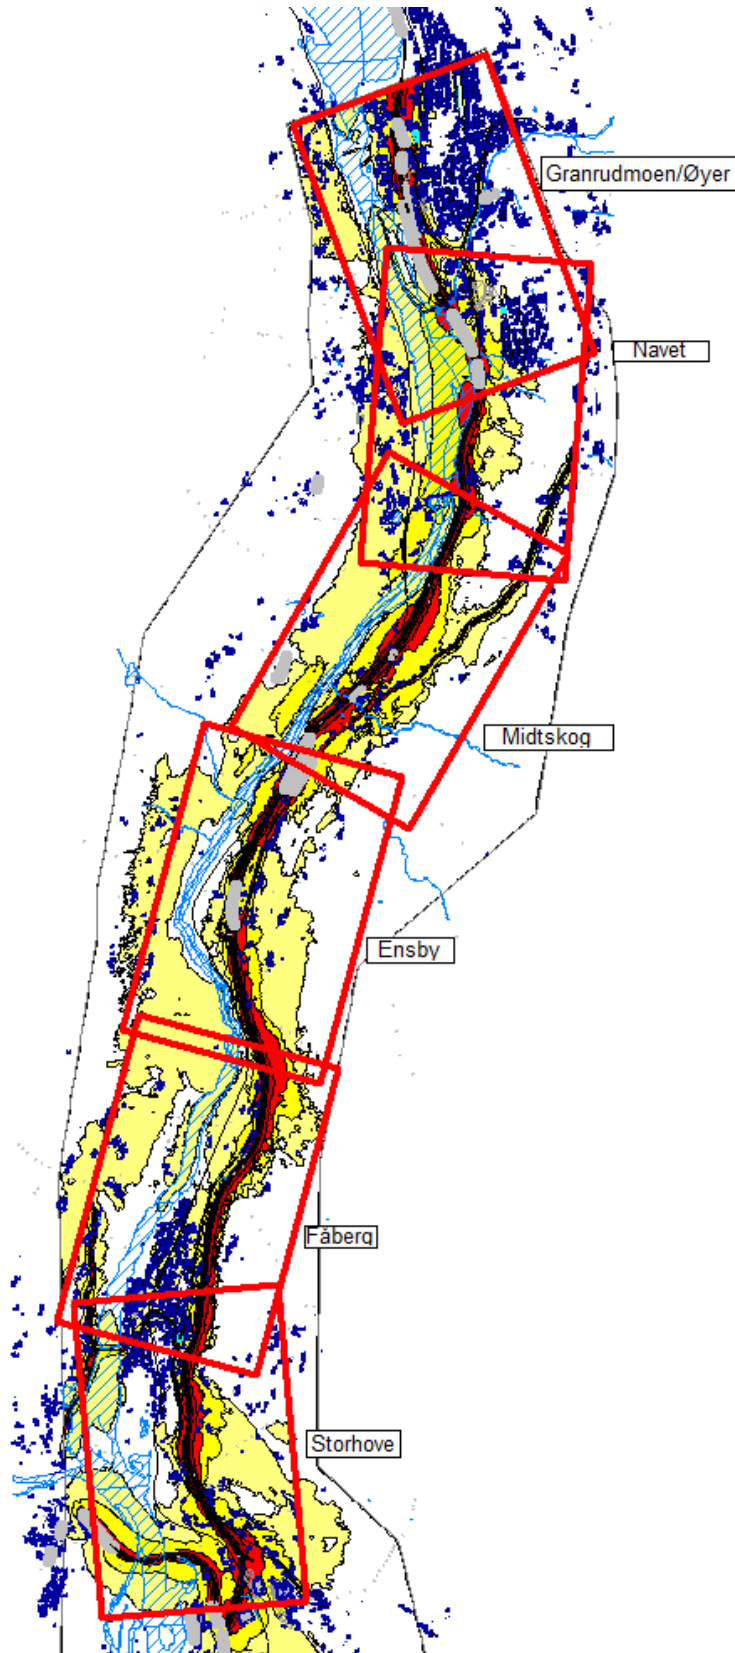 Granrudmoen/Øyer
Navet
Midtskog
Ensby
Fåberg
Storhove